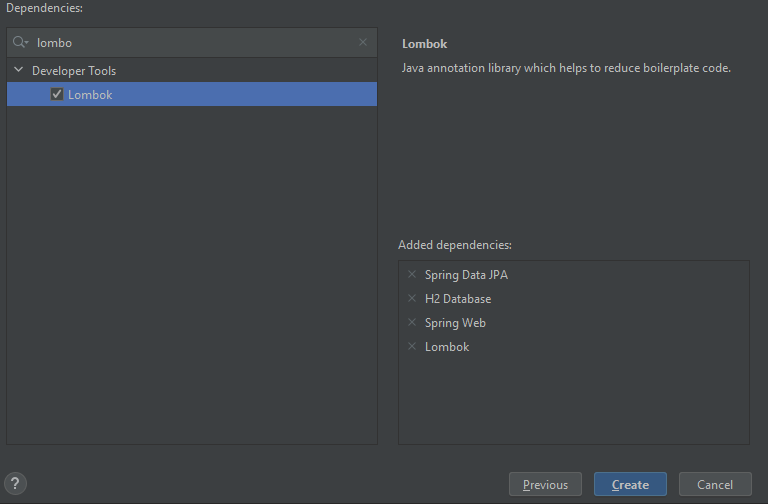 Dependencies:
lombo
Developer Tools
Lombok
Lombok
Java annotation library which helps to reduce boilerplate code.
Added dependencies:
Spring Data JPA
H2 Database
Spring Web
Lombok
?
Previous
Create
Cancel